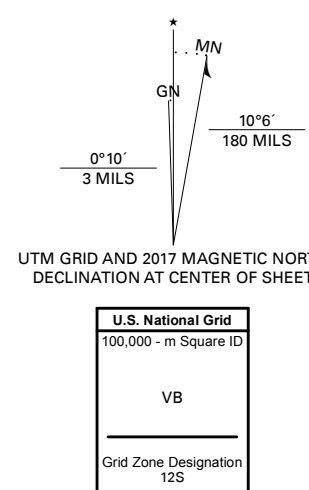 MN
GN
10°6´
180 MILS
0°10´
3 MILS
UTM GRID AND 2017 MAGNETIC NORT
DECLINATION AT CENTER OF SHEET
U.S. National Grid
100,000 - m Square ID
VB
Grid Zone Designation
12S